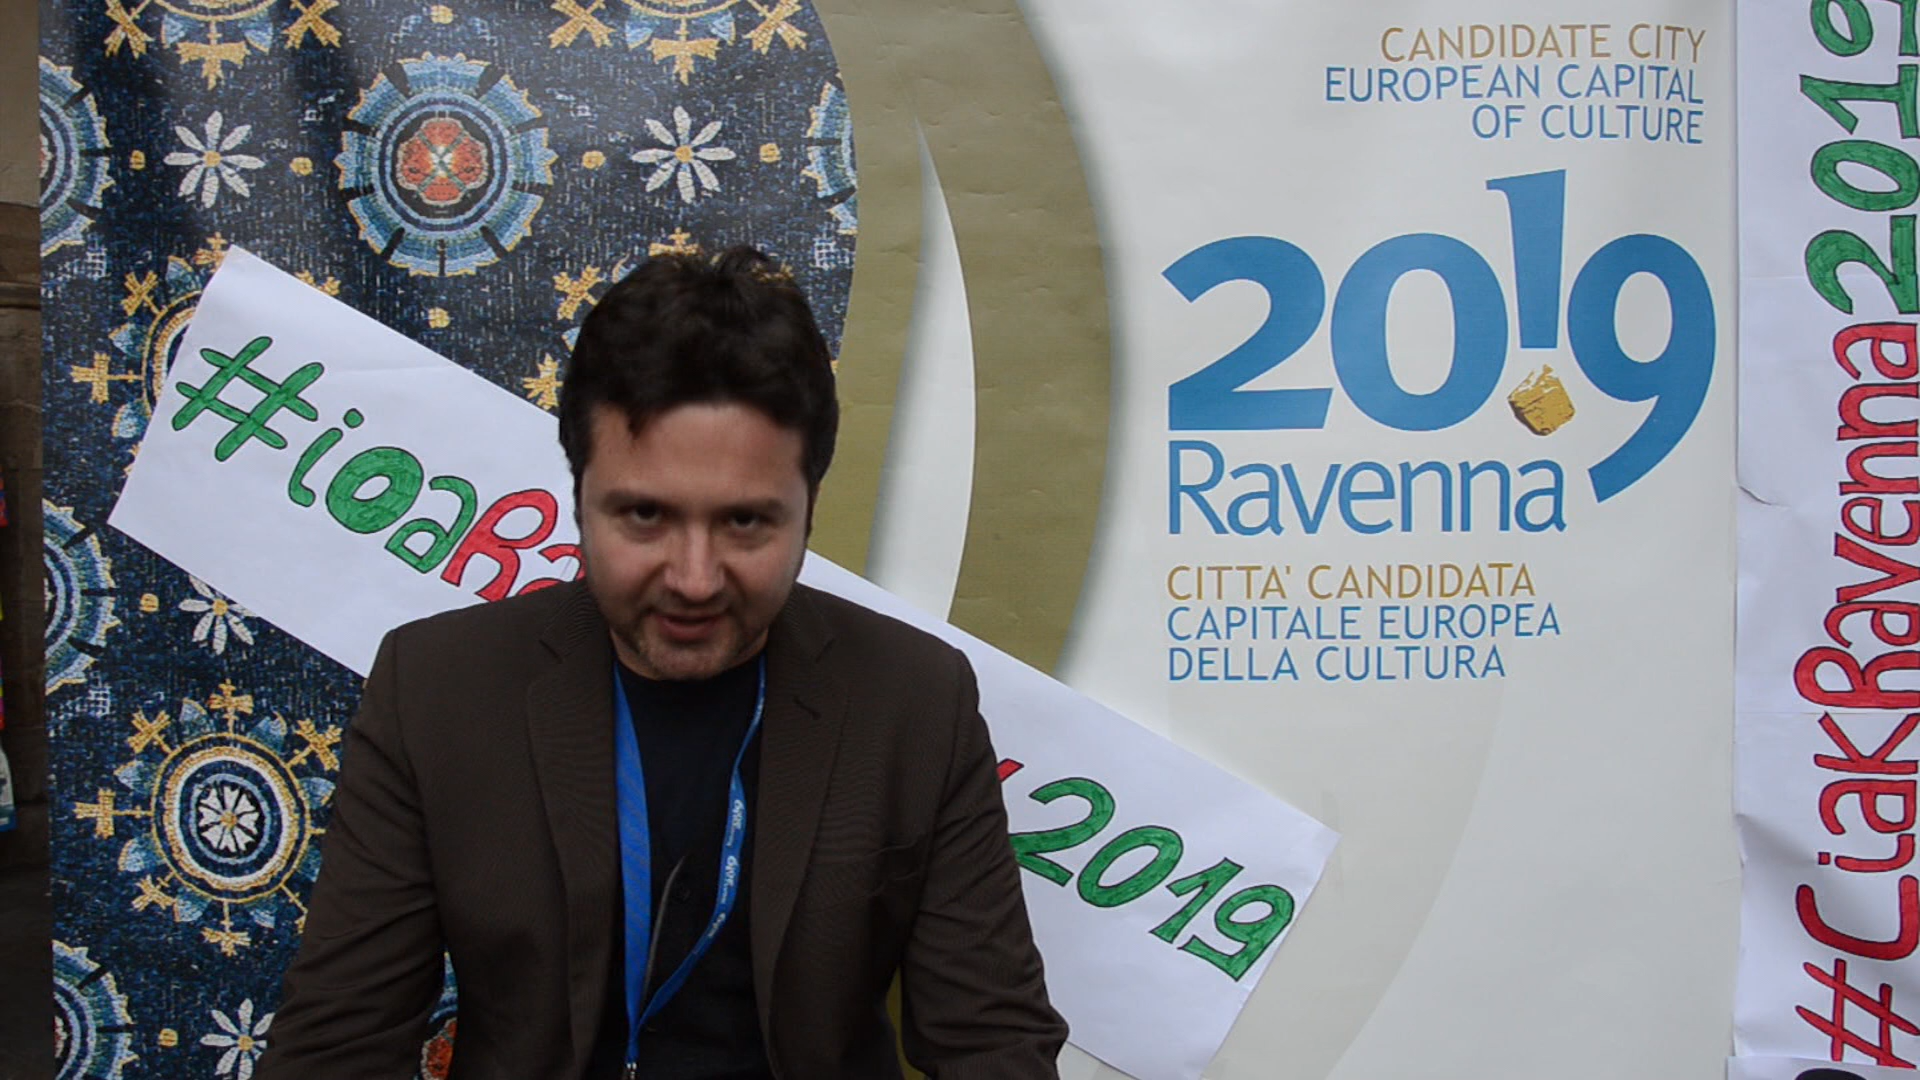 CANDIDATE CITY
EUROPEAN CAPITAL
OF CULTURE
2019
Ravenna
CITTA' CANDIDATA
CAPITALE EUROPEA
DELLA CULTURA
#ioaRa
2019
#CiakRavenna2019